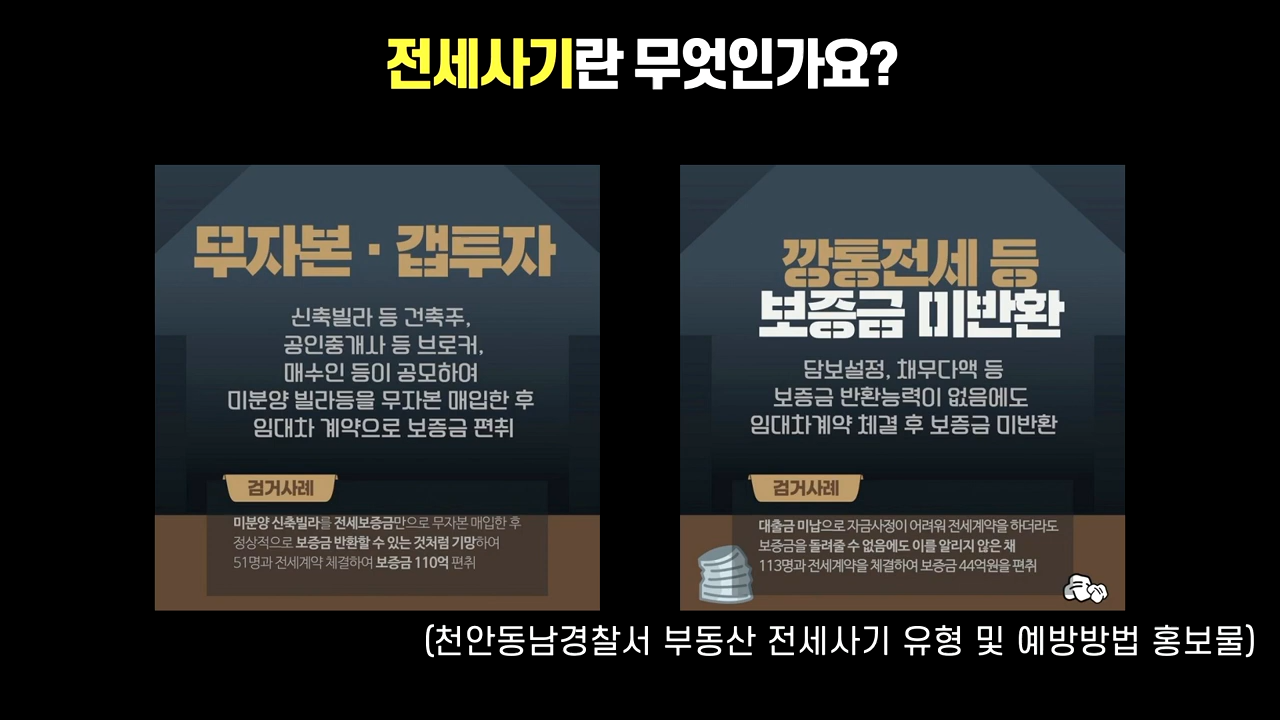 전세사기란 무엇인가요?
무자본 · 갭투자
신축빌라 등 건축주,
공인중개사 등 브로커,
매수인 등이 공모하여
미분양 빌라등을 무자본 매입한 후
임대차 계약으로 보증금 편취
검거사례
미분양 신축빌라를 전세보증금만으로 무자본 매입한 후
정상적으로 보증금 반환할 수 있는 것처럼 기망하여
51명과 전세계약 체결하여 보증금 110억 편취
깡통전세 등
보증금 미반환
담보설정, 채무다액 등
보증금 반환능력이 없음에도
임대차계약 체결 후 보증금 미반환
검거사례
대출금 미납으로 자금사정이 어려워 전세계약을 하더라도
보증금을 돌려줄 수 없음에도 이를 알리지 않은 채
113명과 전세계약을 체결하여 보증금 44억원을 편취
(천안동남경찰서 부동산 전세사기 유형 및 예방방법 홍보물)